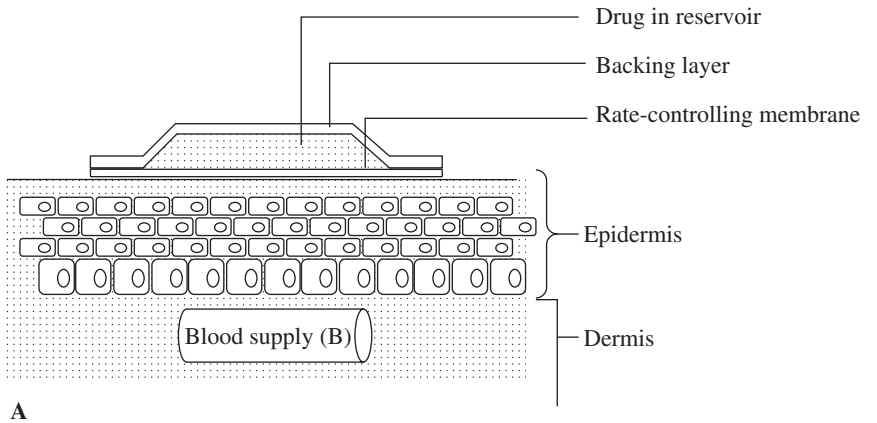 Drug in reservoir
Backing layer
Rate-controlling membrane
Epidermis
Blood supply (B)
Dermis
A